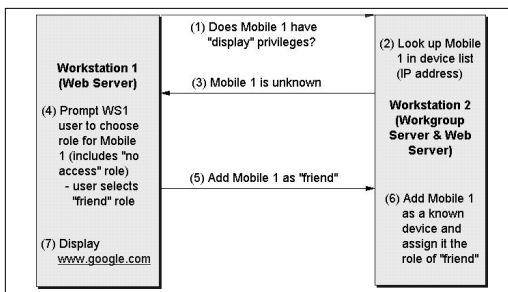 (1) Does Mobile 1 have
"display" privileges?
(2) Look up Mobile
1 in device list
(IP address)
Workstation 1
(Web Server)
(3) Mobile 1 is unknown
(4) Prompt WS1
user to choose
role for Mobile
1 (includes "no
access" role)
- user selects
"friend" role
Workstation 2
(Workgroup
Server & Web
Server)
(5) Add Mobile 1 as "friend"
(6) Add Mobile 1
as a known
device and
assign it the
role of "friend"
(7) Display
www.google.com